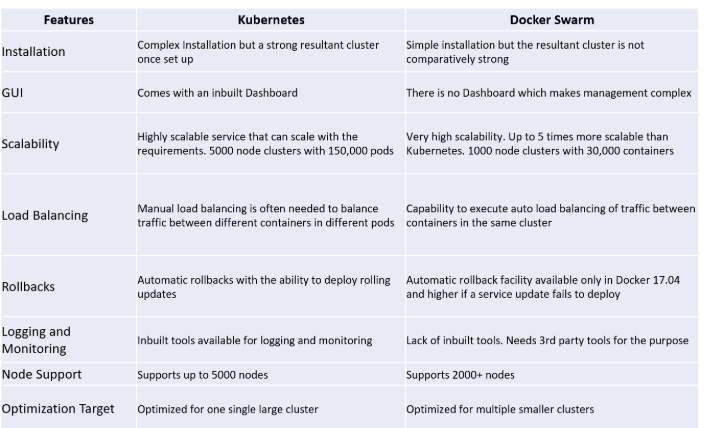 Features Kubernetes Docker Swarm
Installation
Complex Installation but a strong resultant cluster
once set up
Simple installation but the resultant cluster is not
comparatively strong
GUI
Comes with an inbuilt Dashboard
There is no Dashboard which makes management complex
Scalability
Highly scalable service that can scale with the
requirements. 5000 node clusters with 150,000 pods
Very high scalability. Up to 5 times more scalable than
Kubernetes. 1000 node clusters with 30,000 containers
Load Balancing
Manual load balancing is often needed to balance
traffic between different containers in different pods
Capability to execute auto load balancing of traffic between
containers in the same cluster
Rollbacks
Automatic rollbacks with the ability to deploy rolling
updates
Automatic rollback facility available only in Docker 17.04
and higher if a service update fails to deploy
Logging and
Monitoring
Inbuilt tools available for logging and monitoring
Lack of inbuilt tools. Needs 3rd party tools for the purpose
Node Support
Supports up to 5000 nodes
Supports 2000+ nodes
Optimization Target
Optimized for one single large cluster
Optimized for multiple smaller clusters